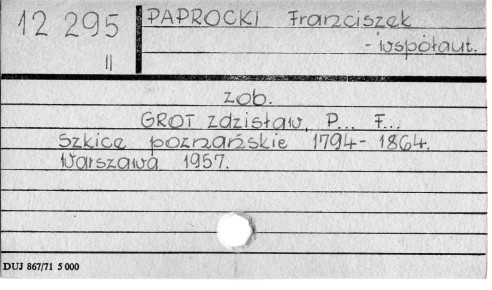 12 295
II
PAPROCKI Franciszek
- współaut.
zob.
GROT Zdzisław, P... F...
Szkice poznańskie 1794-1864.
Warszawa 1957.
DUJ 867/71 5 000